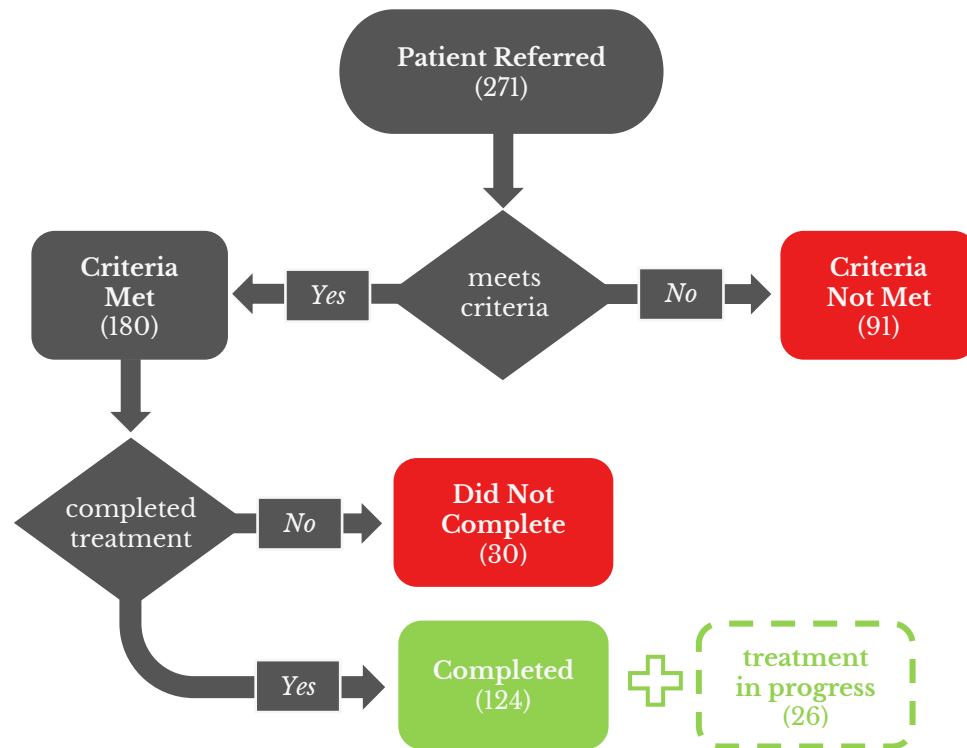 Patient Referred
(271)
meets
criteria
Yes
No
Criteria
Met
(180)
Criteria
Not Met
(91)
completed
treatment
No
Did Not
Complete
(30)
Yes
Completed
(124)
treatment
in progress
(26)